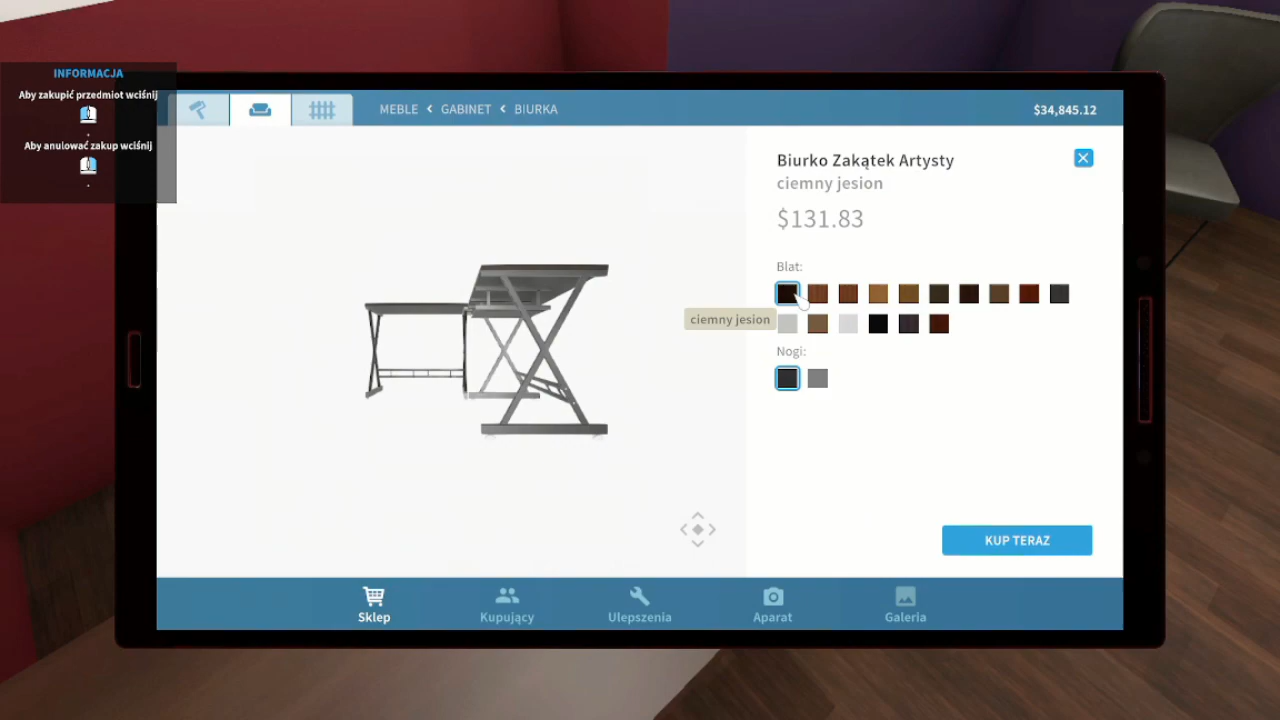 INFORMACJA
Aby zakupić przedmiot wciśnij
.
Aby anulować zakup wciśnij
.
MEBLE < GABINET < BIURKA
$34,845.12
Biurko Zakątek Artysty
ciemny jesion
$131.83
Blat:
ciemny jesion
Nogi:
KUP TERAZ
Sklep
Kupujący
Ulepszenia
Aparat
Galeria